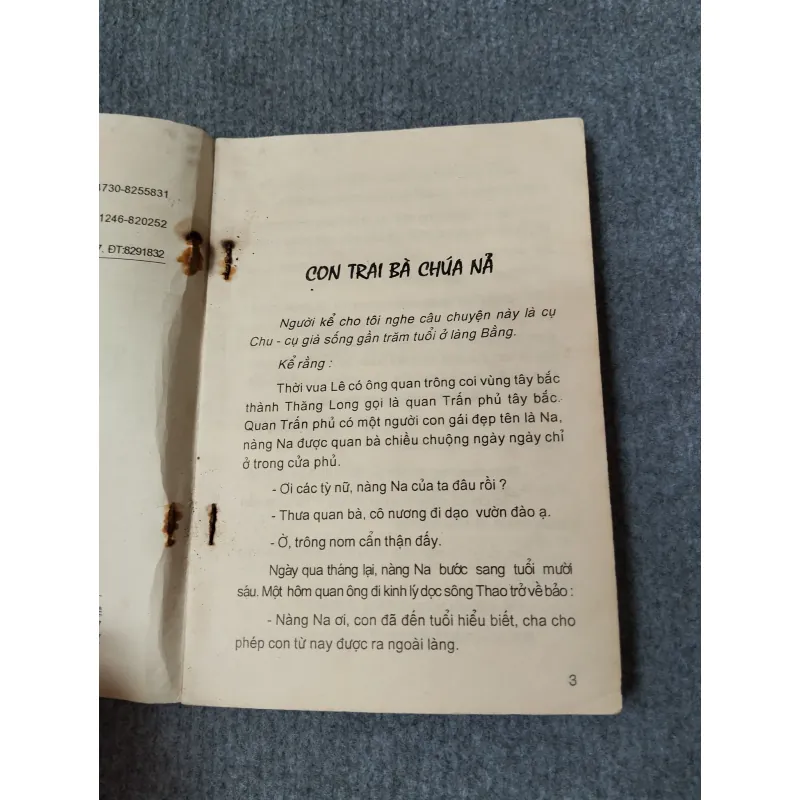 1730-8255831
1246-820252
7. ĐT:8291832
CON TRAI BÀ CHÚA NẢ
Người kể cho tôi nghe câu chuyện này là cụ
Chu - cụ già sống gần trăm tuổi ở làng Bằng.
Kể rằng :
Thời vua Lê có ông quan trông coi vùng tây bắc
thành Thăng Long gọi là quan Trấn phủ tây bắc.
Quan Trấn phủ có một người con gái đẹp tên là Na,
nàng Na được quan bà chiều chuộng ngày ngày chỉ
ở trong cửa phủ.
- Ơi các tỳ nữ, nàng Na của ta đâu rồi ?
- Thưa quan bà, cô nương đi dạo vườn đào ạ.
- Ờ, trông nom cẩn thận đấy.
Ngày qua tháng lại, nàng Na bước sang tuổi mười
sáu. Một hôm quan ông đi kinh lý dọc sông Thao trở về bảo :
- Nàng Na ơi, con đã đến tuổi hiểu biết, cha cho
phép con từ nay được ra ngoài làng.
3